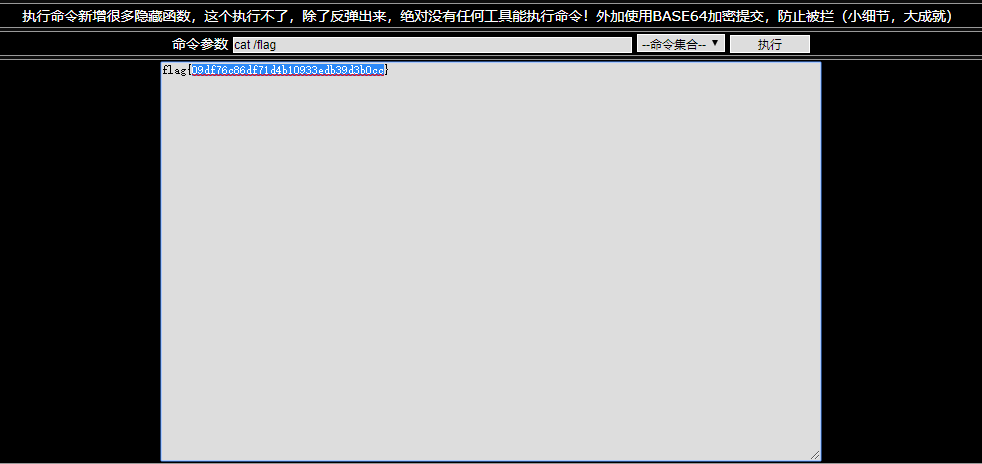 执行命令新增很多隐藏函数，这个执行不了，除了反弹出来，绝对没有任何工具能执行命令！外加使用BASE64加密提交，防止被拦（小细节，大成就）
命令参数 cat /flag --命令集合-- 执行
flag{09df76c66df71d4b10933edb39d3b0cc}